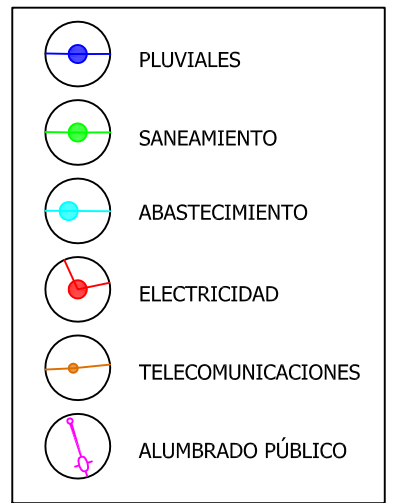 PLUVIALES
SANEAMIENTO
ABASTECIMIENTO
ELECTRICIDAD
TELECOMUNICACIONES
ALUMBRADO PÚBLICO